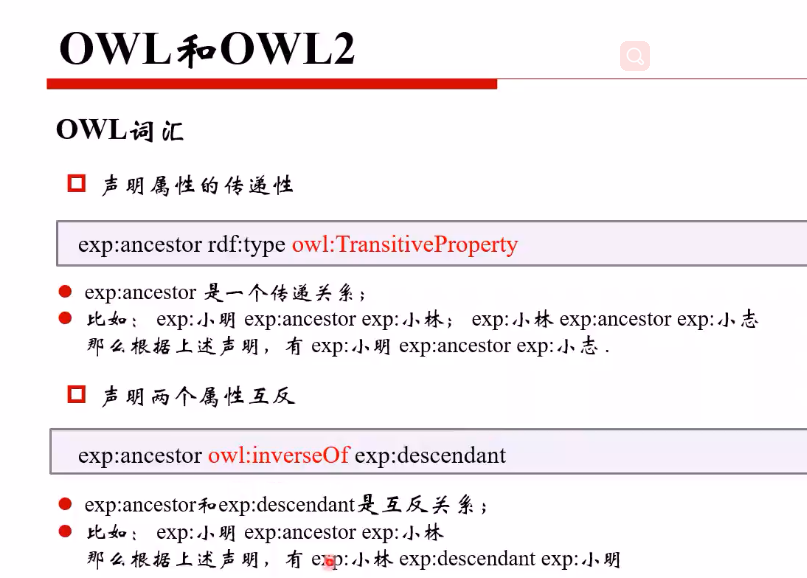 OWL和OWL2
OWL词汇
声明属性的传递性
exp:ancestor rdf:type owl:TransitiveProperty
exp:ancestor 是一个传递关系；
比如： exp:小明 exp:ancestor exp:小林； exp:小林 exp:ancestor exp:小志
那么根据上述声明，有 exp:小明 exp:ancestor exp:小志 .
声明两个属性互反
exp:ancestor owl:inverseOf exp:descendant
exp:ancestor和exp:descendant是互反关系；
比如： exp:小明 exp:ancestor exp:小林
那么根据上述声明，有 exp:小林 exp:descendant exp:小明